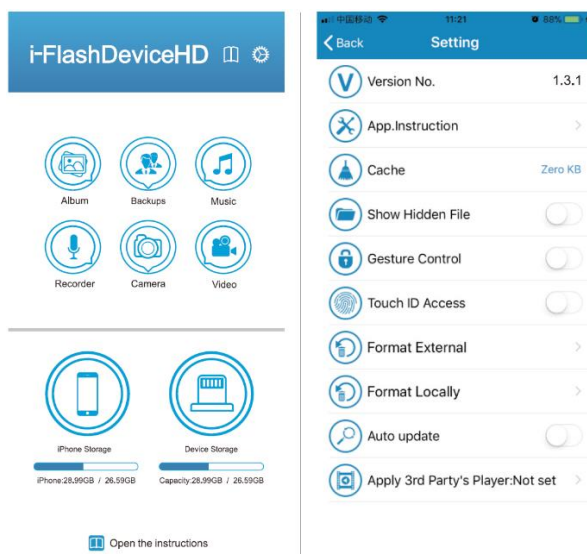 i-FlashDeviceHD
Album Backups Music
Recorder Camera Video
iPhone Storage Device Storage
iPhone:28.99GB / 26.59GB Capacity:28.99GB / 26.59GB
Open the instructions
中国移动 11:21 88%
Back Setting
V Version No. 1.3.1
App.Instruction
Cache Zero KB
Show Hidden File
Gesture Control
Touch ID Access
Format External
Format Locally
Auto update
Apply 3rd Party's Player:Not set